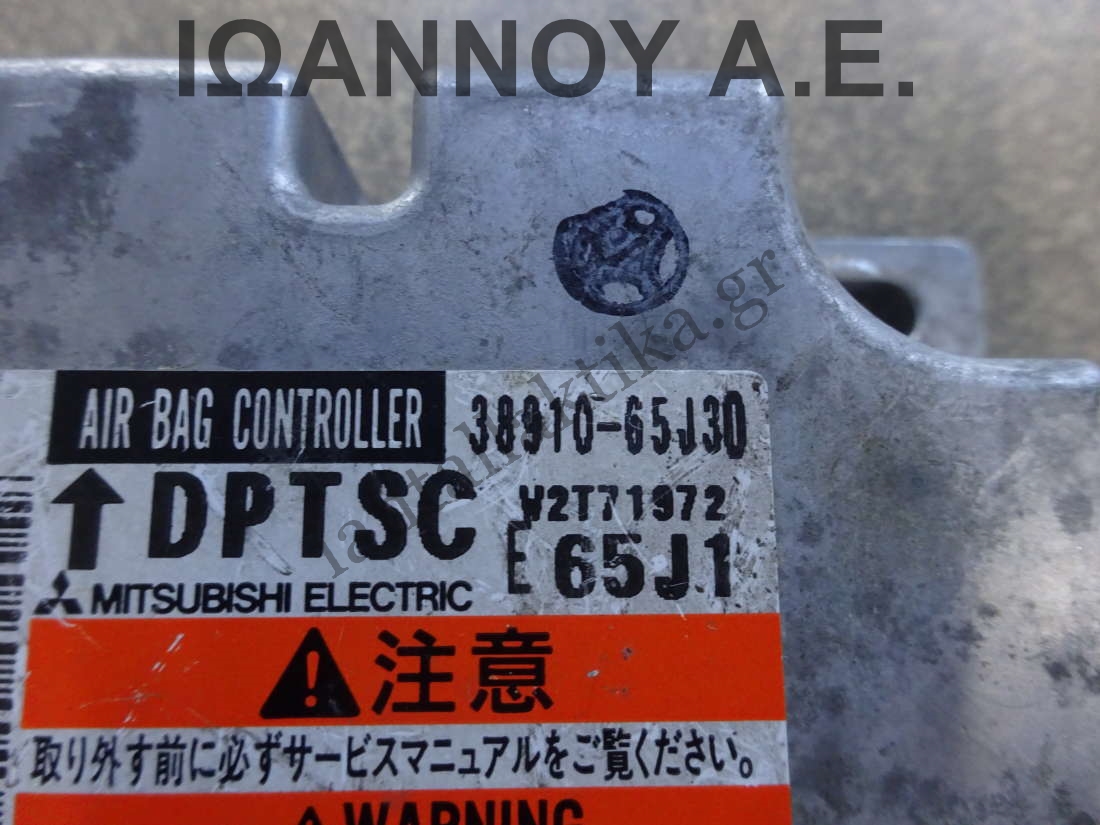 ΙΩΑΝΝΟΥ Α.Ε.
AIR BAG CONTROLLER 38910-65J30
DPTSC W2T71972
E 65J1
MITSUBISHI ELECTRIC
注意
取り外す前に必ずサービスマニュアルをご覧ください。
WARNING